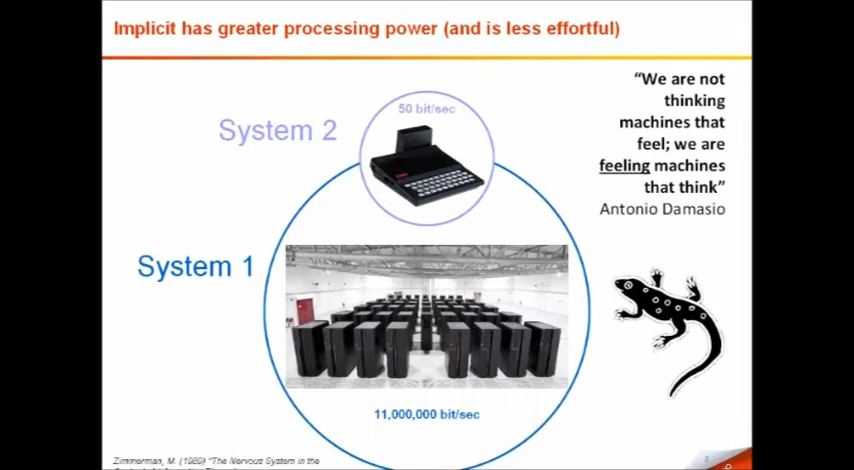 Implicit has greater processing power (and is less effortful)
50 bit/sec
System 2
"We are not
thinking
machines that
feel; we are
feeling machines
that think"
Antonio Damasio
System 1
11,000,000 bit/sec
Zimmerman, M. (1989) "The Nervous System in the